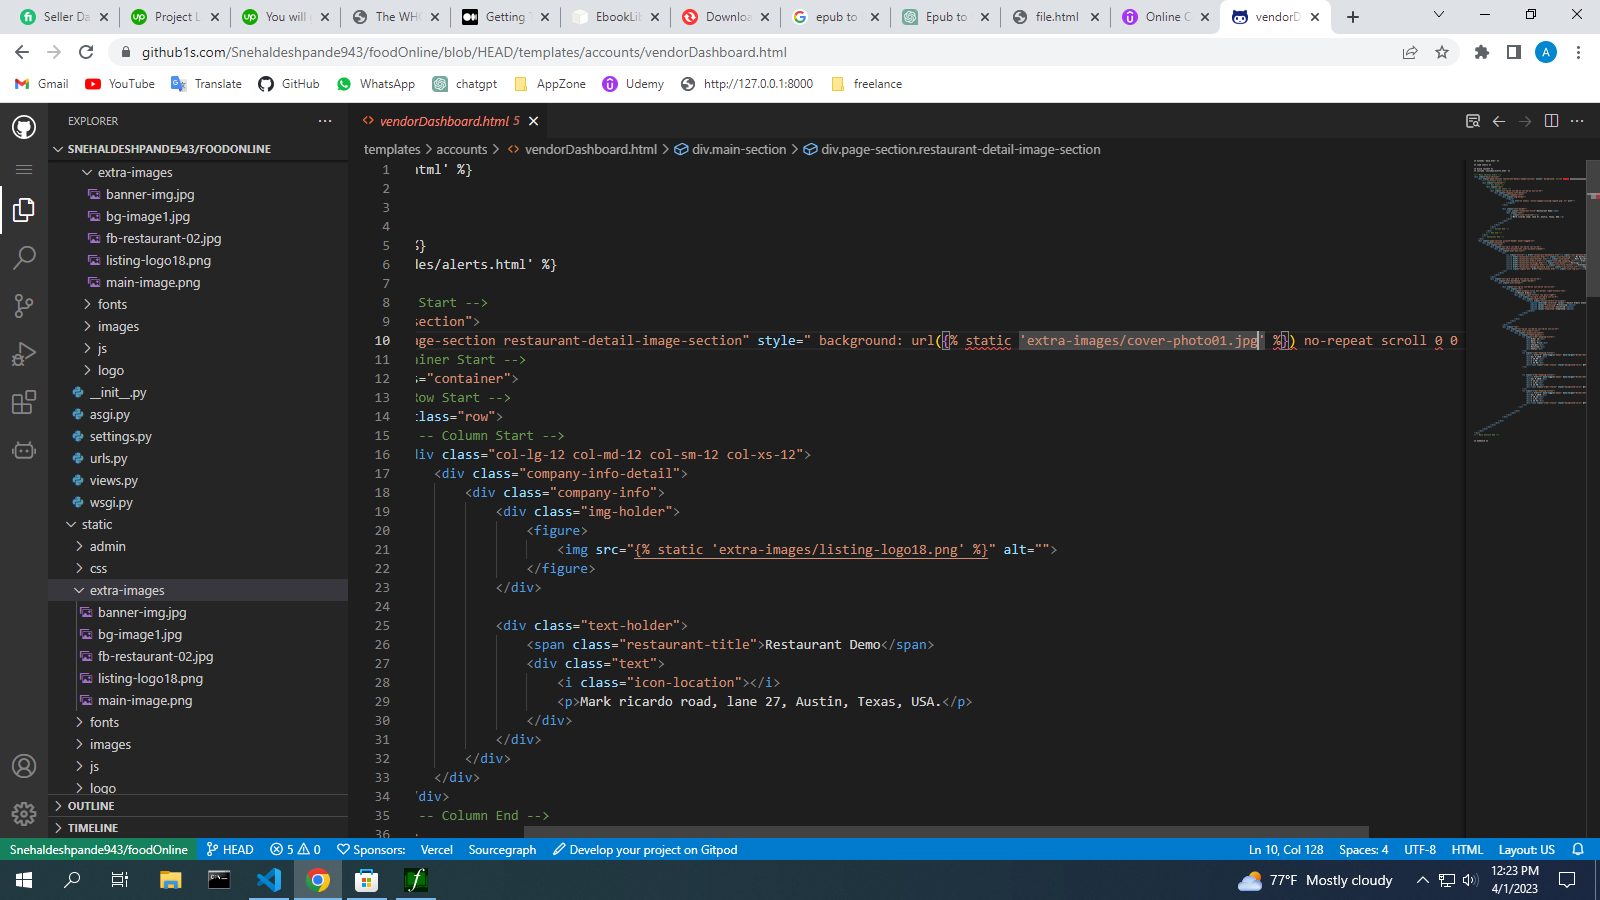 Seller Da
Project L
You will
The WHO
Getting T
EbookLib
Downloa
epub to
Epub to
file.html
Online C
vendorD
github1s.com/Snehaldeshpande943/foodOnline/blob/HEAD/templates/accounts/vendorDashboard.html
A
Gmail
YouTube
Translate
GitHub
WhatsApp
chatgpt
AppZone
Udemy
http://127.0.0.1:8000
freelance
EXPLORER
SNEHALDESHPANDE943/FOODONLINE
extra-images
banner-img.jpg
bg-image1.jpg
fb-restaurant-02.jpg
listing-logo18.png
main-image.png
fonts
images
js
logo
__init__.py
asgi.py
settings.py
urls.py
views.py
wsgi.py
static
admin
css
extra-images
banner-img.jpg
bg-image1.jpg
fb-restaurant-02.jpg
listing-logo18.png
main-image.png
fonts
images
js
logo
OUTLINE
TIMELINE
vendorDashboard.html 5
templates > accounts > vendorDashboard.html > div.main-section > div.page-section.restaurant-detail-image-section
1 html' %}
2
3
4
5 %}
6 des/alerts.html' %}
7
8 Start -->
9 section">
10 age-section restaurant-detail-image-section" style=" background: url({% static 'extra-images/cover-photo01.jpg' %}) no-repeat scroll 0 0
11 ainer Start -->
12 s="container">
13 Row Start -->
14 class="row">
15 -- Column Start -->
16 div class="col-lg-12 col-md-12 col-sm-12 col-xs-12">
17 <div class="company-info-detail">
18 <div class="company-info">
19 <div class="img-holder">
20 <figure>
21 <img src="{% static 'extra-images/listing-logo18.png' %}" alt="">
22 </figure>
23 </div>
24
25 <div class="text-holder">
26 <span class="restaurant-title">Restaurant Demo</span>
27 <div class="text">
28 <i class="icon-location"></i>
29 <p>Mark ricardo road, lane 27, Austin, Texas, USA.</p>
30 </div>
31 </div>
32 </div>
33 </div>
34 /div>
35 -- Column End -->
36
Snehaldeshpande943/foodOnline
HEAD
5
0
Sponsors:
Vercel
Sourcegraph
Develop your project on Gitpod
Ln 10, Col 128
Spaces: 4
UTF-8
HTML
Layout: US
77°F Mostly cloudy
12:23 PM
4/1/2023